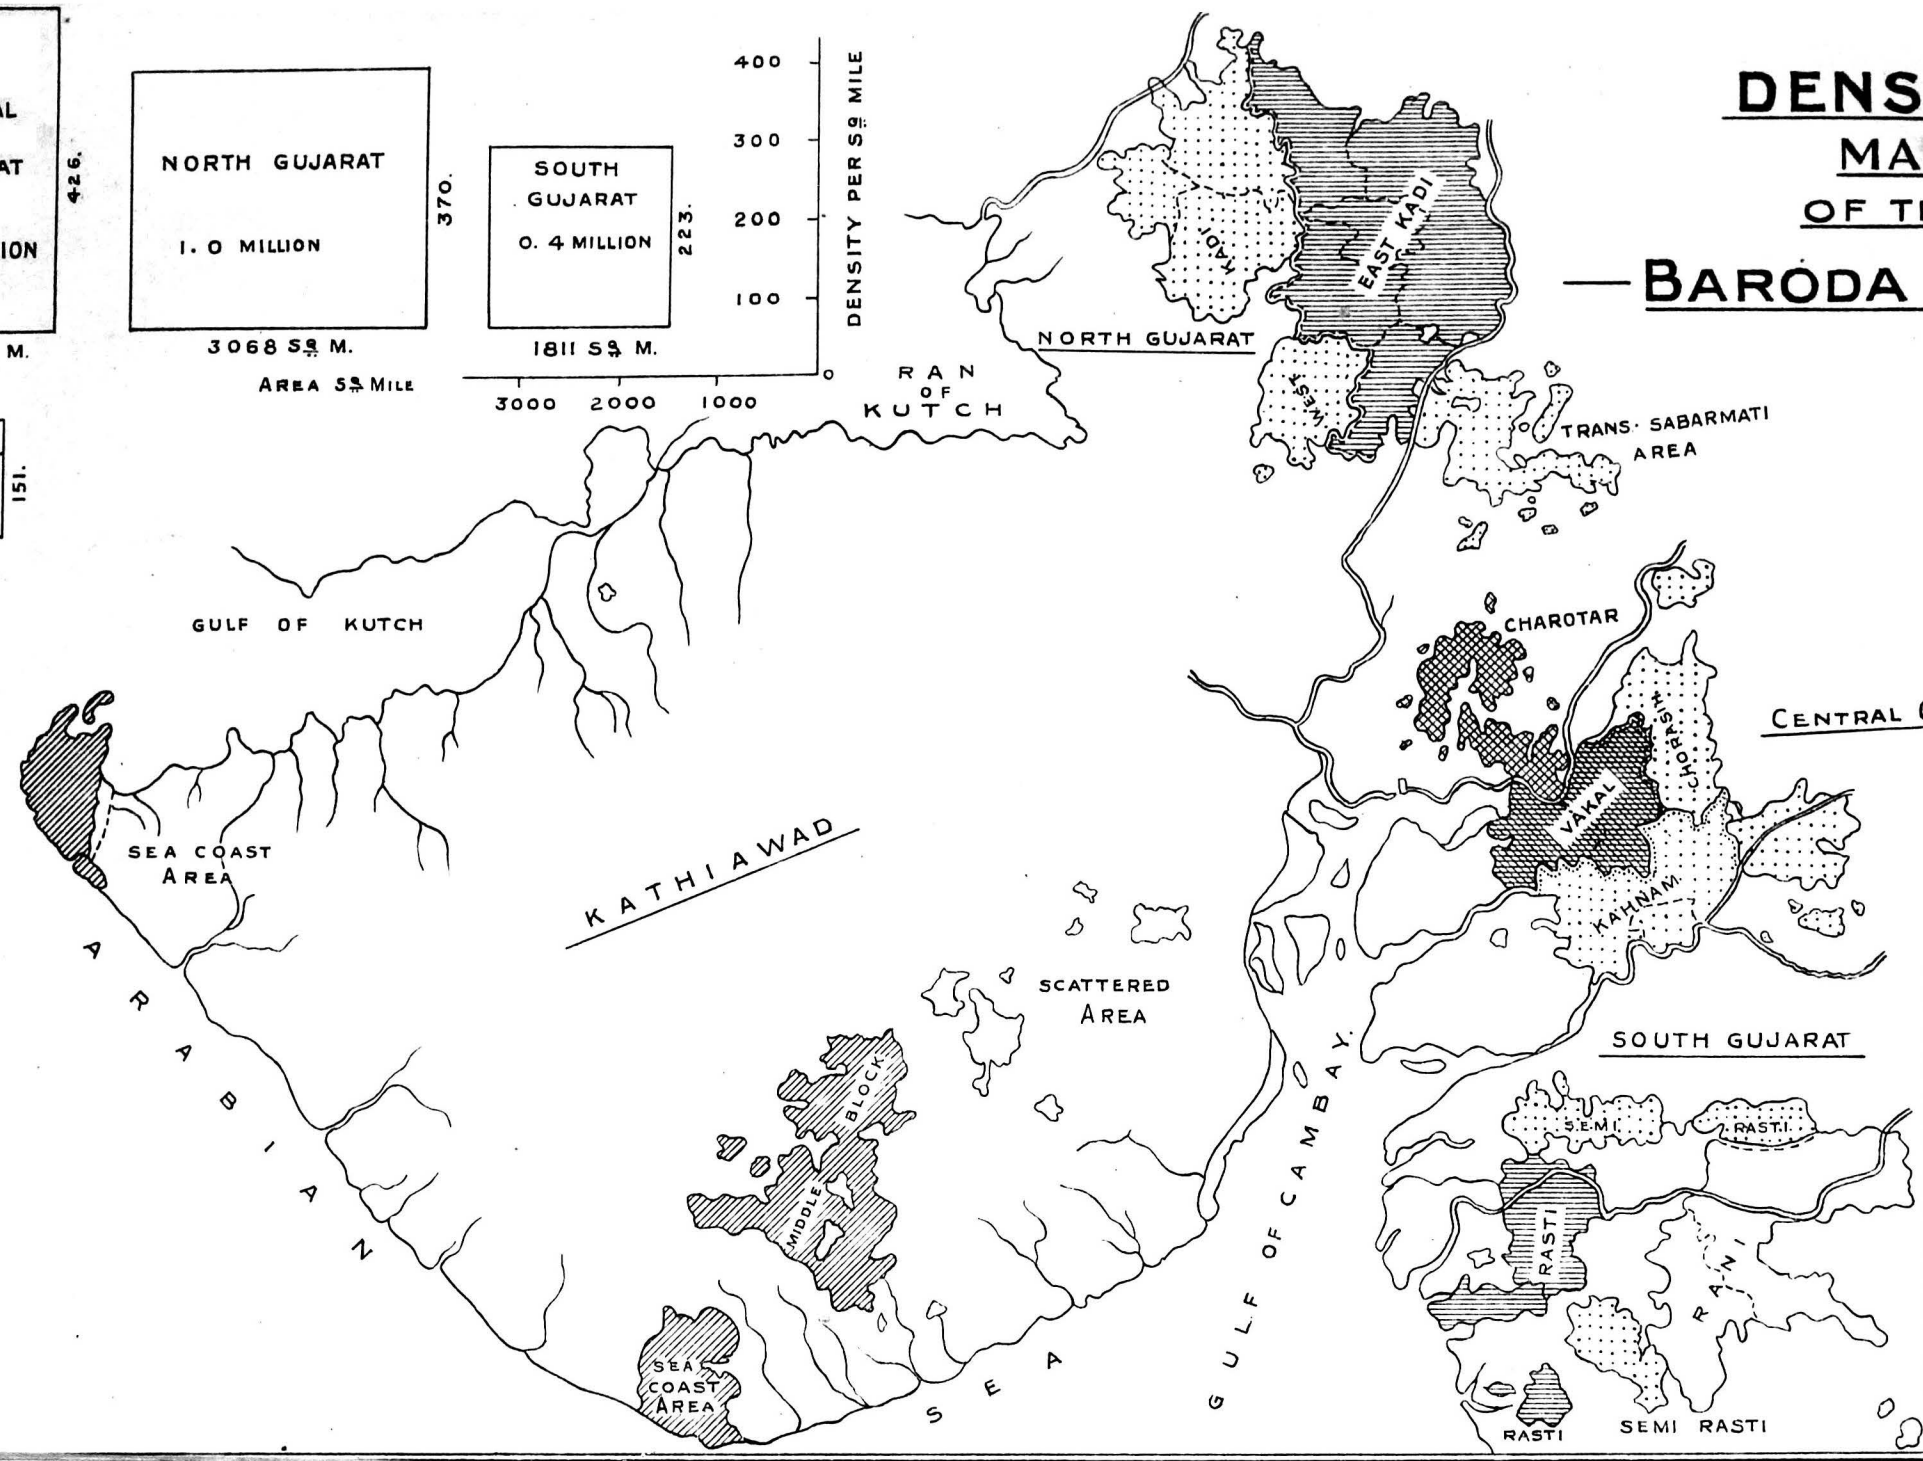 DENS
MA
OF T
BARODA
AL
AT
ION
426.
M.
151.
NORTH GUJARAT
1.0 MILLION
370.
3068 Sq. M.
AREA Sq. MILE
SOUTH
GUJARAT
0.4 MILLION
223.
1811 Sq. M.
400
300
200
100
0
DENSITY PER Sq. MILE
3000 2000 1000
RAN
OF
KUTCH
NORTH GUJARAT
KADI
EAST KADI
WEST
TRANS. SABARMATI
AREA
GULF OF KUTCH
CHAROTAR
CENTRAL
CHORASIH
VAKAL
KAHNAM
SEA COAST
AREA
KATHIAWAD
SCATTERED
AREA
MIDDLE BLOCK
SEA
COAST
AREA
ARABIAN SEA
GULF OF CAMBAY.
SOUTH GUJARAT
SEMI RASTI
RASTI
RANI
RASTI
SEMI RASTI